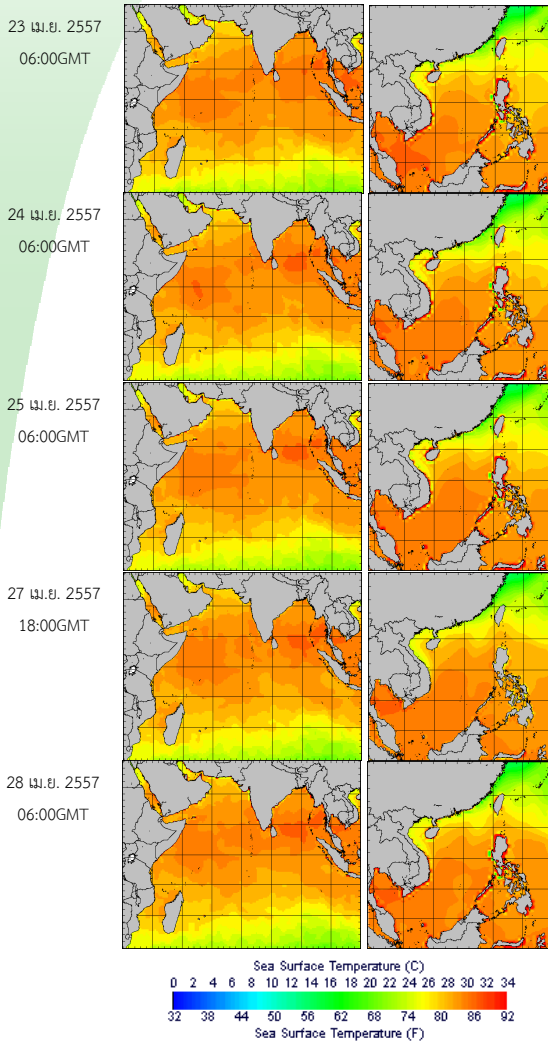 23 เม.ย. 2557
06:00GMT
24 เม.ย. 2557
06:00GMT
25 เม.ย. 2557
06:00GMT
27 เม.ย. 2557
18:00GMT
28 เม.ย. 2557
06:00GMT
Sea Surface Temperature (C)
0 2 4 6 8 10 12 14 16 18 20 22 24 26 28 30 32 34
32 38 44 50 56 62 68 74 80 86 92
Sea Surface Temperature (F)